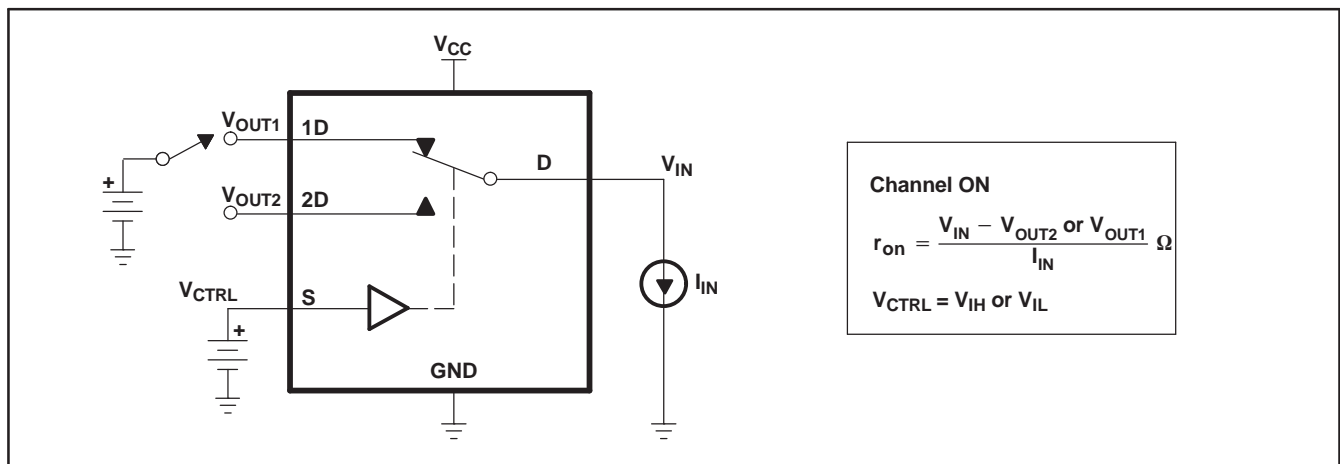 VCC
VOUT1 1D
D
VIN
+
VOUT2 2D
VCTRL S
IIN
+
GND
Channel ON
ron = VIN − VOUT2 or VOUT1 / IIN Ω
VCTRL = VIH or VIL